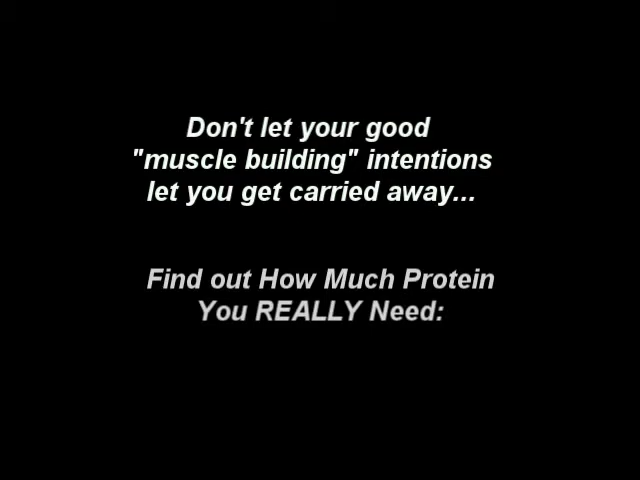 Don't let your good
"muscle building" intentions
let you get carried away...
Find out How Much Protein
You REALLY Need: